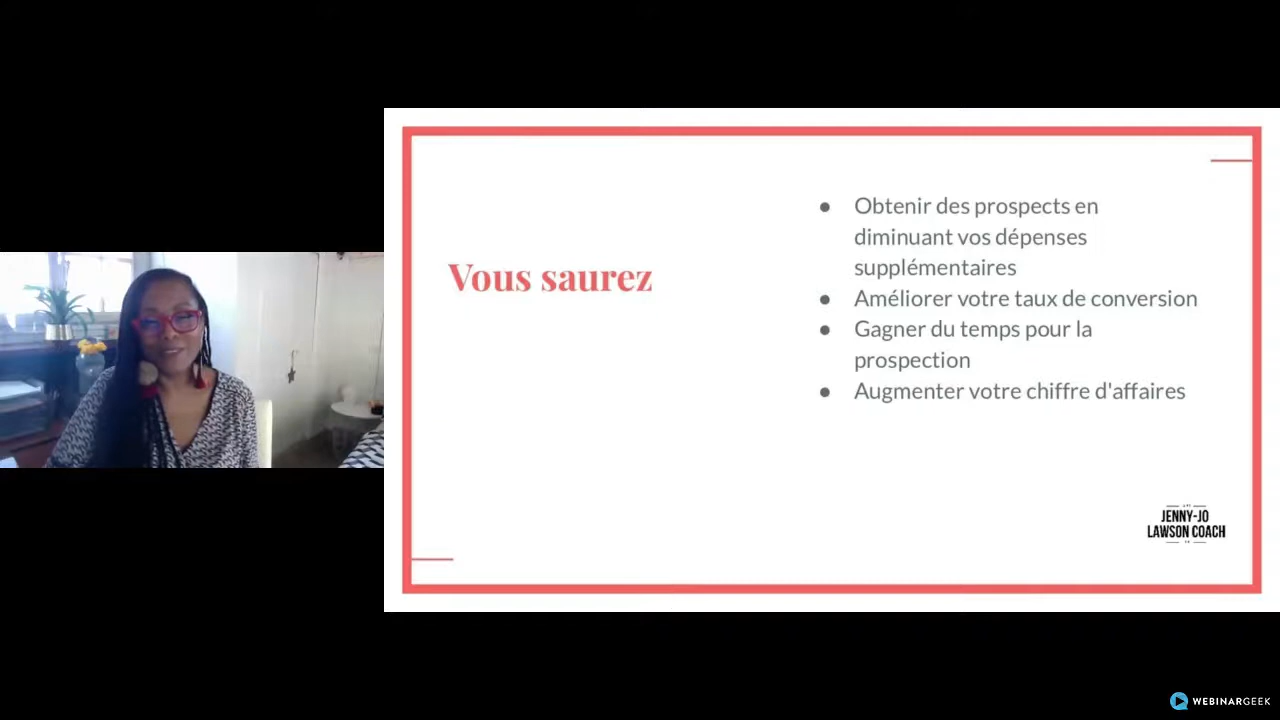 Vous saurez
● Obtenir des prospects en
diminuant vos dépenses
supplémentaires
● Améliorer votre taux de conversion
● Gagner du temps pour la
prospection
● Augmenter votre chiffre d'affaires
JENNY-JO
LAWSON COACH
WEBINARGEEK